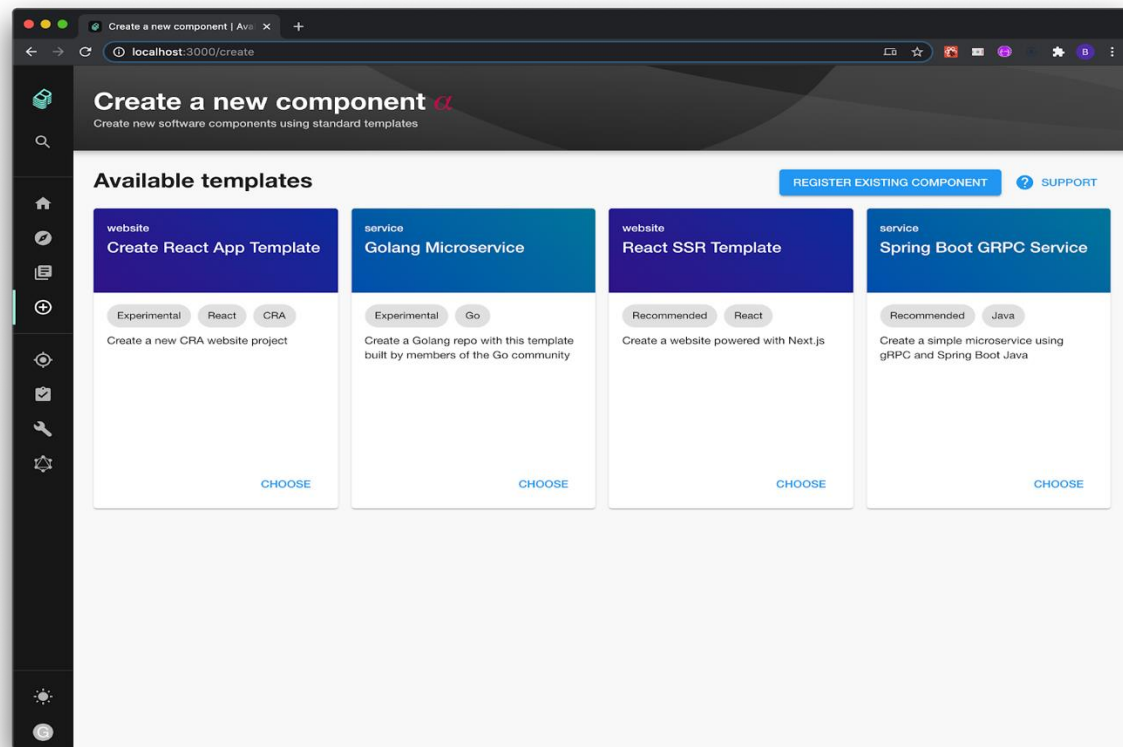 Create a new component | Ava
localhost:3000/create
B
Create a new component α
Create new software components using standard templates
Available templates
REGISTER EXISTING COMPONENT
? SUPPORT
website
Create React App Template
Experimental React CRA
Create a new CRA website project
CHOOSE
service
Golang Microservice
Experimental Go
Create a Golang repo with this template
built by members of the Go community
CHOOSE
website
React SSR Template
Recommended React
Create a website powered with Next.js
CHOOSE
service
Spring Boot GRPC Service
Recommended Java
Create a simple microservice using
gRPC and Spring Boot Java
CHOOSE
G